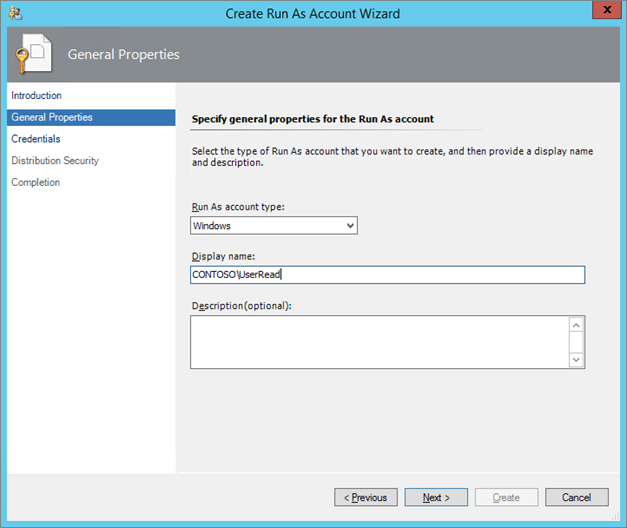 Create Run As Account Wizard
x
General Properties
Introduction
General Properties
Credentials
Distribution Security
Completion
Specify general properties for the Run As account
Select the type of Run As account that you want to create, and then provide a display name
and description.
Run As account type:
Windows
Display name:
CONTOSO\UserRead
Description(optional):
< Previous
Next >
Create
Cancel